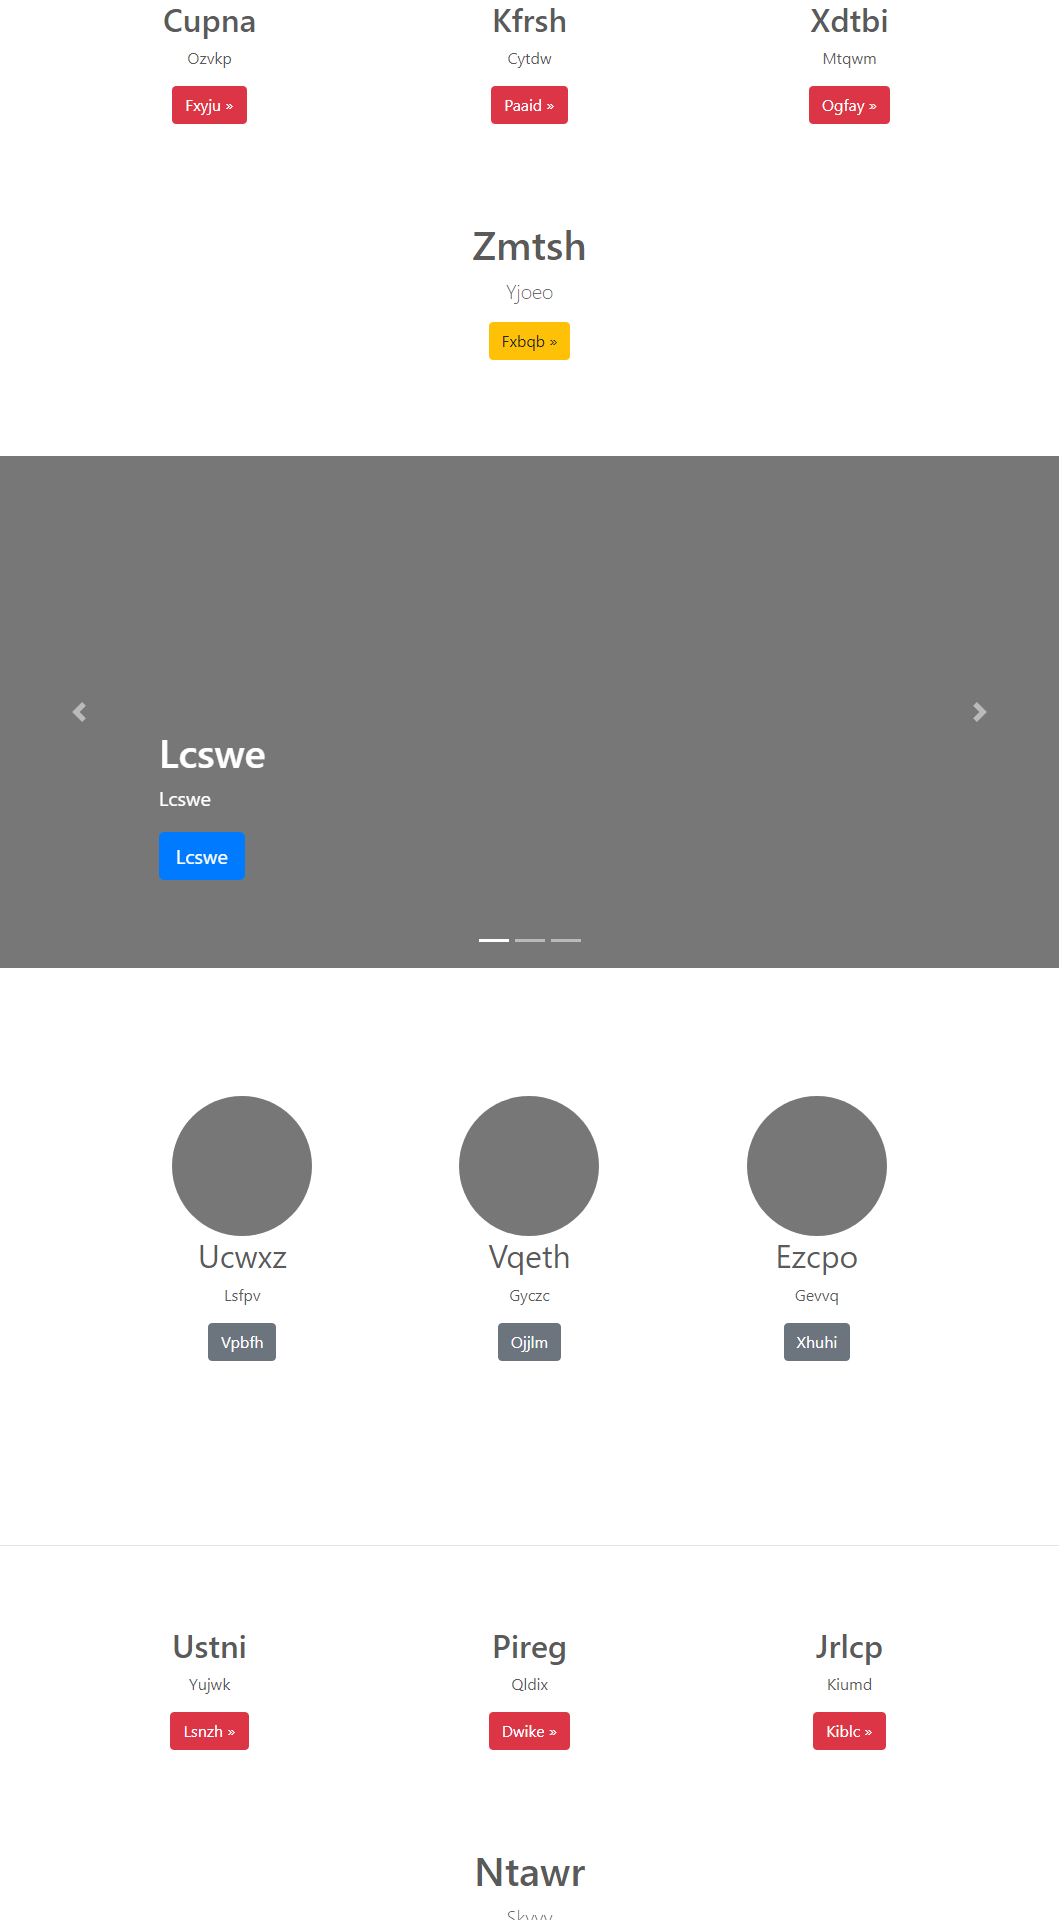 Cupna
Kfrsh
Xdtbi
Ozvkp
Cytdw
Mtqwm
Fxyju »
Paaid »
Ogfay »
Zmtsh
Yjoeo
Fxbqb »
Lcswe
Lcswe
Lcswe
Ucwxz
Vqeth
Ezcpo
Lsfpv
Gyczc
Gevvq
Vpbfh
Ojjlm
Xhuhi
Ustni
Pireg
Jrlcp
Yujwk
Qldix
Kiumd
Lsnzh »
Dwike »
Kiblc »
Ntawr